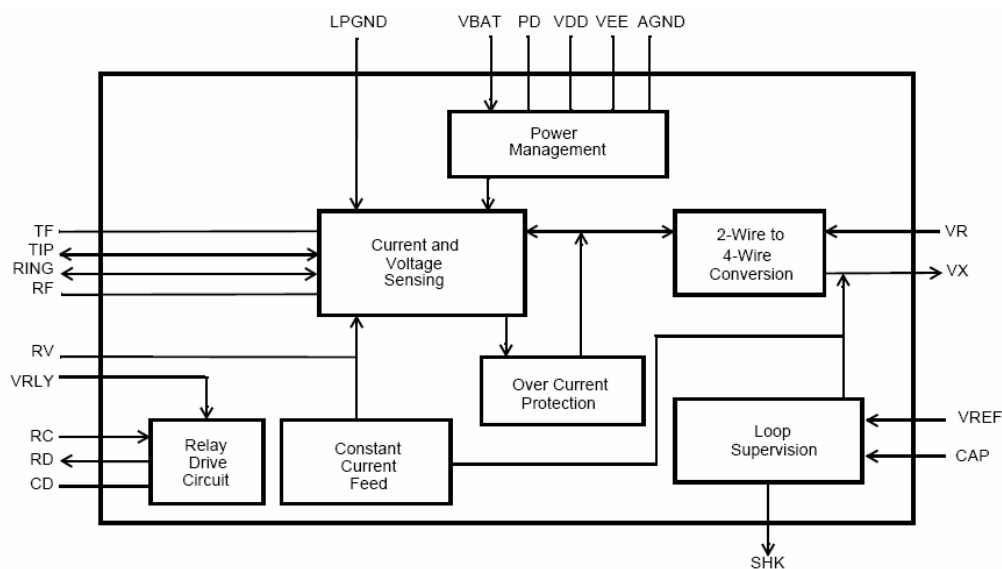 LPGND VBAT PD VDD VEE AGND
Power
Management
TF
TIP
RING
RF
Current and
Voltage
Sensing
2-Wire to
4-Wire
Conversion
VR
VX
RV
VRLY
Over Current
Protection
RC
RD
CD
Relay
Drive
Circuit
Constant
Current
Feed
Loop
Supervision
VREF
CAP
SHK